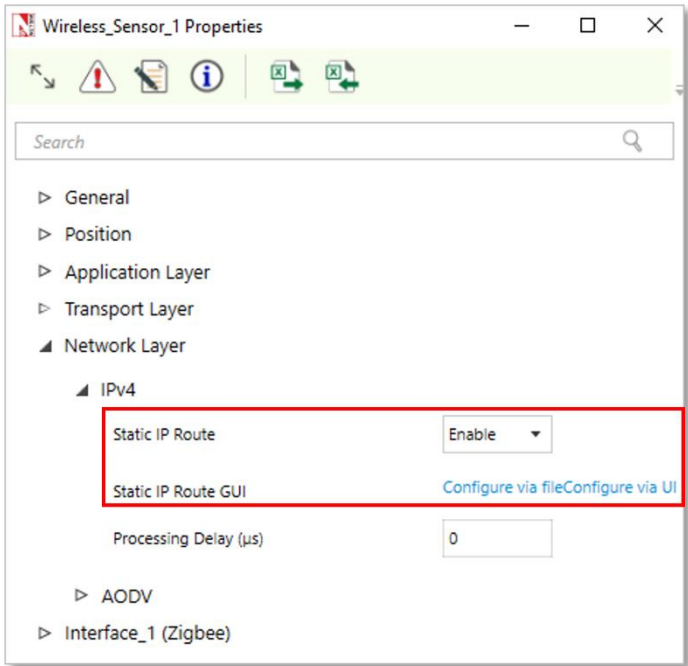 Wireless_Sensor_1 Properties
Search
General
Position
Application Layer
Transport Layer
Network Layer
IPv4
Static IP Route Enable
Static IP Route GUI Configure via fileConfigure via UI
Processing Delay (µs) 0
AODV
Interface_1 (Zigbee)